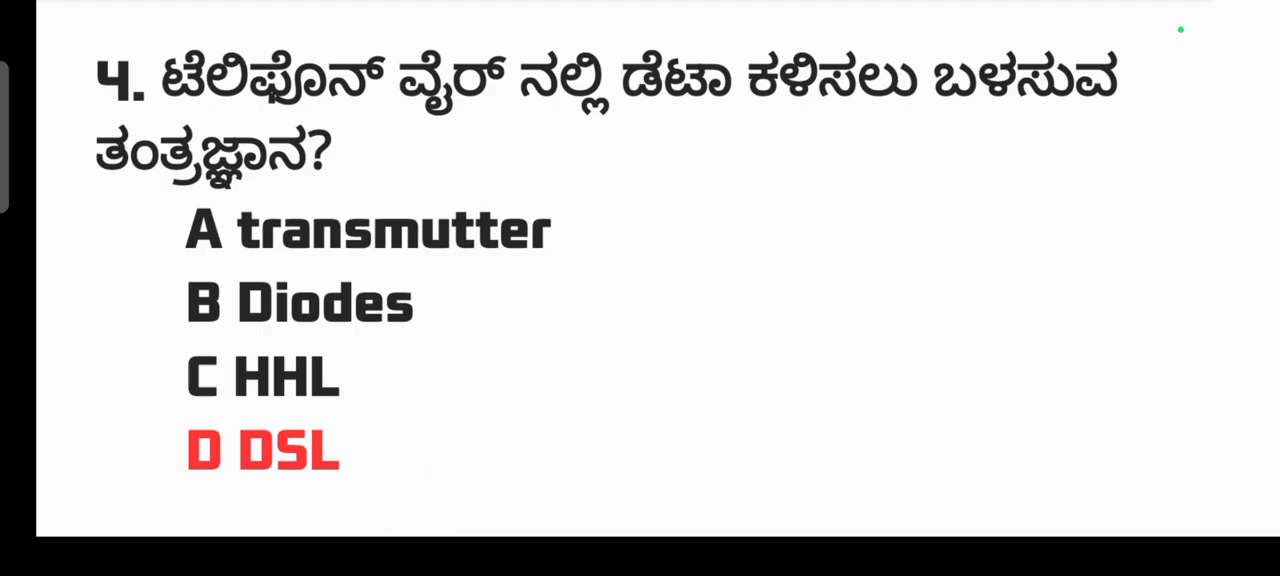 4. ಟೆಲಿಫೊನ್ ವೈರ್ ನಲ್ಲಿ ಡೆಟಾ ಕಳಿಸಲು ಬಳಸುವ
ತಂತ್ರಜ್ಞಾನ?
A transmutter
B Diodes
C HHL
D DSL